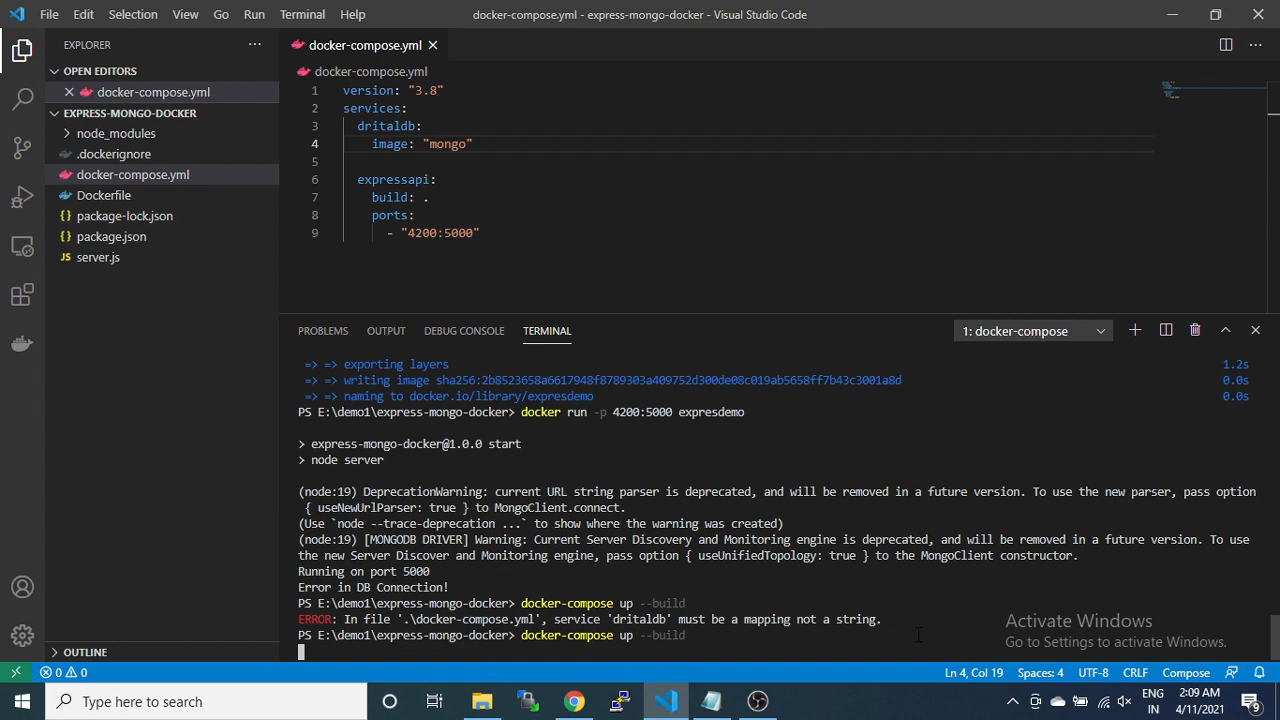 File Edit Selection View Go Run Terminal Help
docker-compose.yml - express-mongo-docker - Visual Studio Code
EXPLORER
OPEN EDITORS
docker-compose.yml
EXPRESS-MONGO-DOCKER
node_modules
.dockerignore
docker-compose.yml
Dockerfile
package-lock.json
package.json
JS server.js
OUTLINE
docker-compose.yml
docker-compose.yml
1 version: "3.8"
2 services:
3 dritaldb:
4 image: "mongo"
5
6 expressapi:
7 build: .
8 ports:
9 - "4200:5000"
PROBLEMS OUTPUT DEBUG CONSOLE TERMINAL
1: docker-compose
=> => exporting layers 1.2s
=> => writing image sha256:2b8523658a6617948f8789303a409752d300de08c019ab5658ff7b43c3001a8d 0.0s
=> => naming to docker.io/library/expresdemo 0.0s
PS E:\demo1\express-mongo-docker> docker run -p 4200:5000 expresdemo
> express-mongo-docker@1.0.0 start
> node server
(node:19) DeprecationWarning: current URL string parser is deprecated, and will be removed in a future version. To use the new parser, pass option
{ useNewUrlParser: true } to MongoClient.connect.
(Use `node --trace-deprecation ...` to show where the warning was created)
(node:19) [MONGODB DRIVER] Warning: Current Server Discovery and Monitoring engine is deprecated, and will be removed in a future version. To use
the new Server Discover and Monitoring engine, pass option { useUnifiedTopology: true } to the MongoClient constructor.
Running on port 5000
Error in DB Connection!
PS E:\demo1\express-mongo-docker> docker-compose up --build
ERROR: In file '.\docker-compose.yml', service 'dritaldb' must be a mapping not a string.
PS E:\demo1\express-mongo-docker> docker-compose up --build
Activate Windows
Go to Settings to activate Windows.
0 0
Ln 4, Col 19 Spaces: 4 UTF-8 CRLF Compose
Type here to search
ENG
IN
2:09 AM
4/11/2021
9